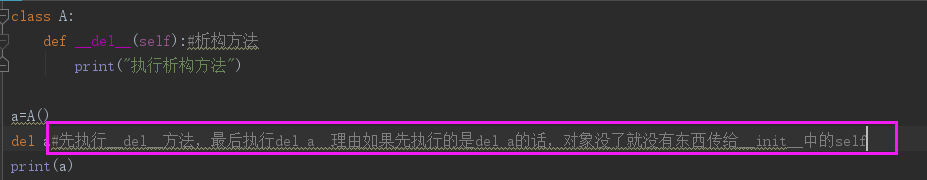 class A:
def __del__(self):#析构方法
print("执行析构方法")
a=A()
del a#先执行__del__方法，最后执行del a 理由如果先执行的是del a的话，对象没了就没有东西传给__init__中的self
print(a)